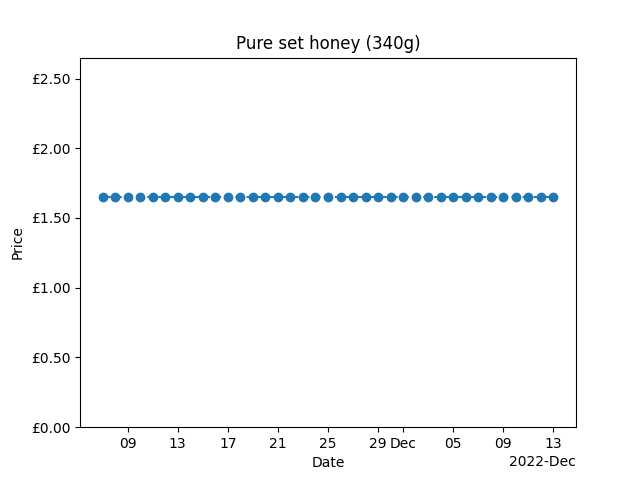 Pure set honey (340g)
£2.50
£2.00
£1.50
£1.00
£0.50
£0.00
Price
09 13 17 21 25 29 Dec 05 09 13
Date
2022-Dec